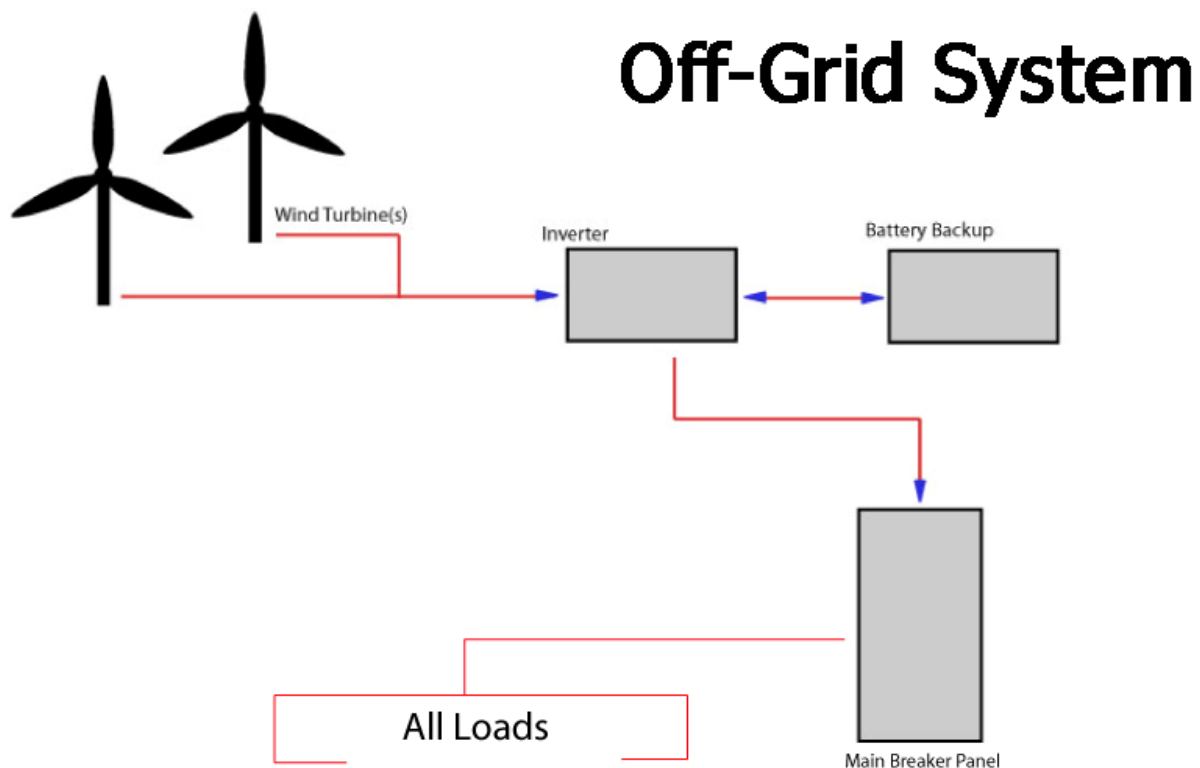 Off-Grid System
Wind Turbine(s)
Inverter
Battery Backup
All Loads
Main Breaker Panel